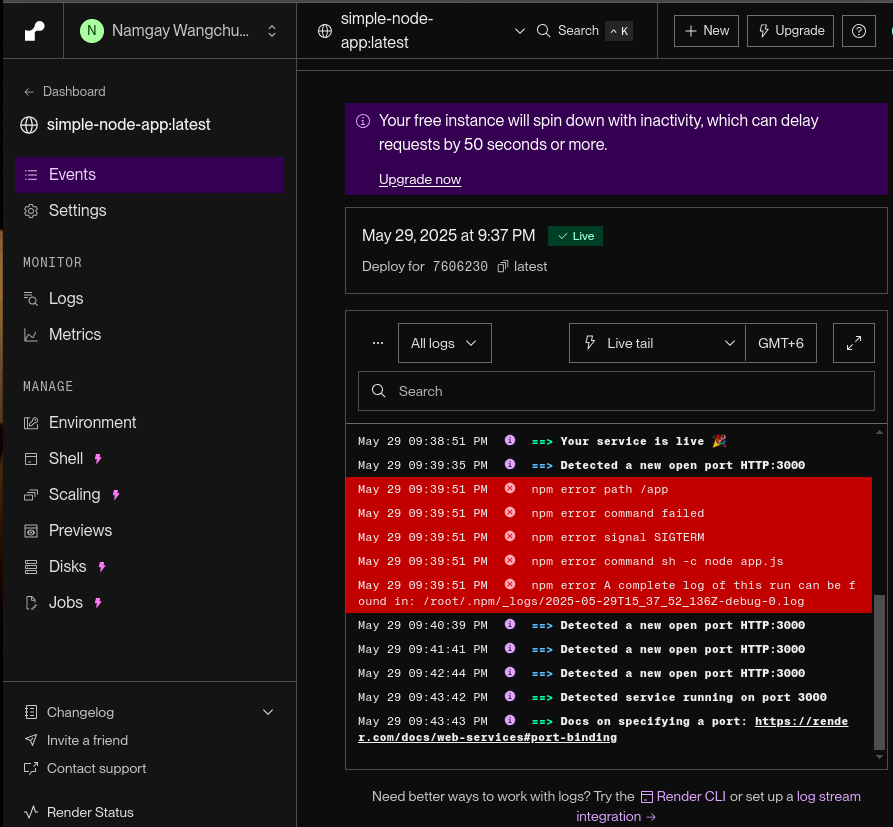 N Namgay Wangchu...
simple-node-
app:latest
Search
K
New
Upgrade
Dashboard
simple-node-app:latest
Events
Settings
MONITOR
Logs
Metrics
MANAGE
Environment
Shell
Scaling
Previews
Disks
Jobs
Changelog
Invite a friend
Contact support
Render Status
Your free instance will spin down with inactivity, which can delay
requests by 50 seconds or more.
Upgrade now
May 29, 2025 at 9:37 PM Live
Deploy for 7606230 latest
... All logs Live tail GMT+6
Search
May 29 09:38:51 PM ==> Your service is live 🎉
May 29 09:39:35 PM ==> Detected a new open port HTTP:3000
May 29 09:39:51 PM npm error path /app
May 29 09:39:51 PM npm error command failed
May 29 09:39:51 PM npm error signal SIGTERM
May 29 09:39:51 PM npm error command sh -c node app.js
May 29 09:39:51 PM npm error A complete log of this run can be f
ound in: /root/.npm/_logs/2025-05-29T15_37_52_136Z-debug-0.log
May 29 09:40:39 PM ==> Detected a new open port HTTP:3000
May 29 09:41:41 PM ==> Detected a new open port HTTP:3000
May 29 09:42:44 PM ==> Detected a new open port HTTP:3000
May 29 09:43:42 PM ==> Detected service running on port 3000
May 29 09:43:43 PM ==> Docs on specifying a port: https://rende
r.com/docs/web-services#port-binding
Need better ways to work with logs? Try the Render CLI or set up a log stream
integration →